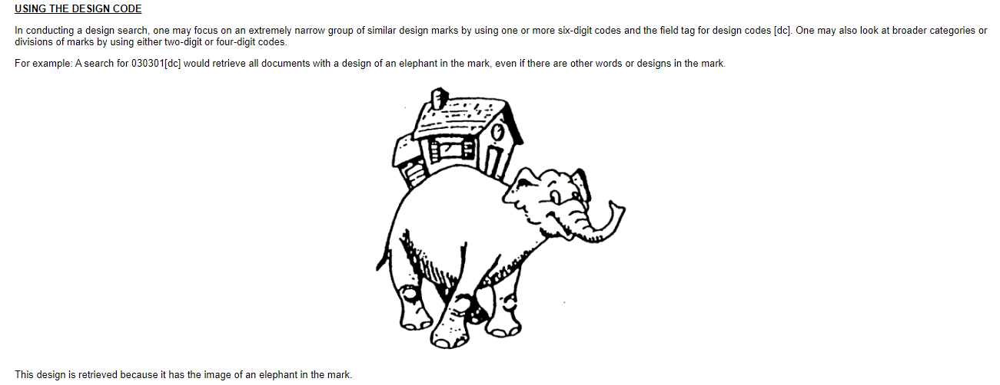 USING THE DESIGN CODE
In conducting a design search, one may focus on an extremely narrow group of similar design marks by using one or more six-digit codes and the field tag for design codes [dc]. One may also look at broader categories or
divisions of marks by using either two-digit or four-digit codes.
For example: A search for 030301[dc] would retrieve all documents with a design of an elephant in the mark, even if there are other words or designs in the mark.
This design is retrieved because it has the image of an elephant in the mark.